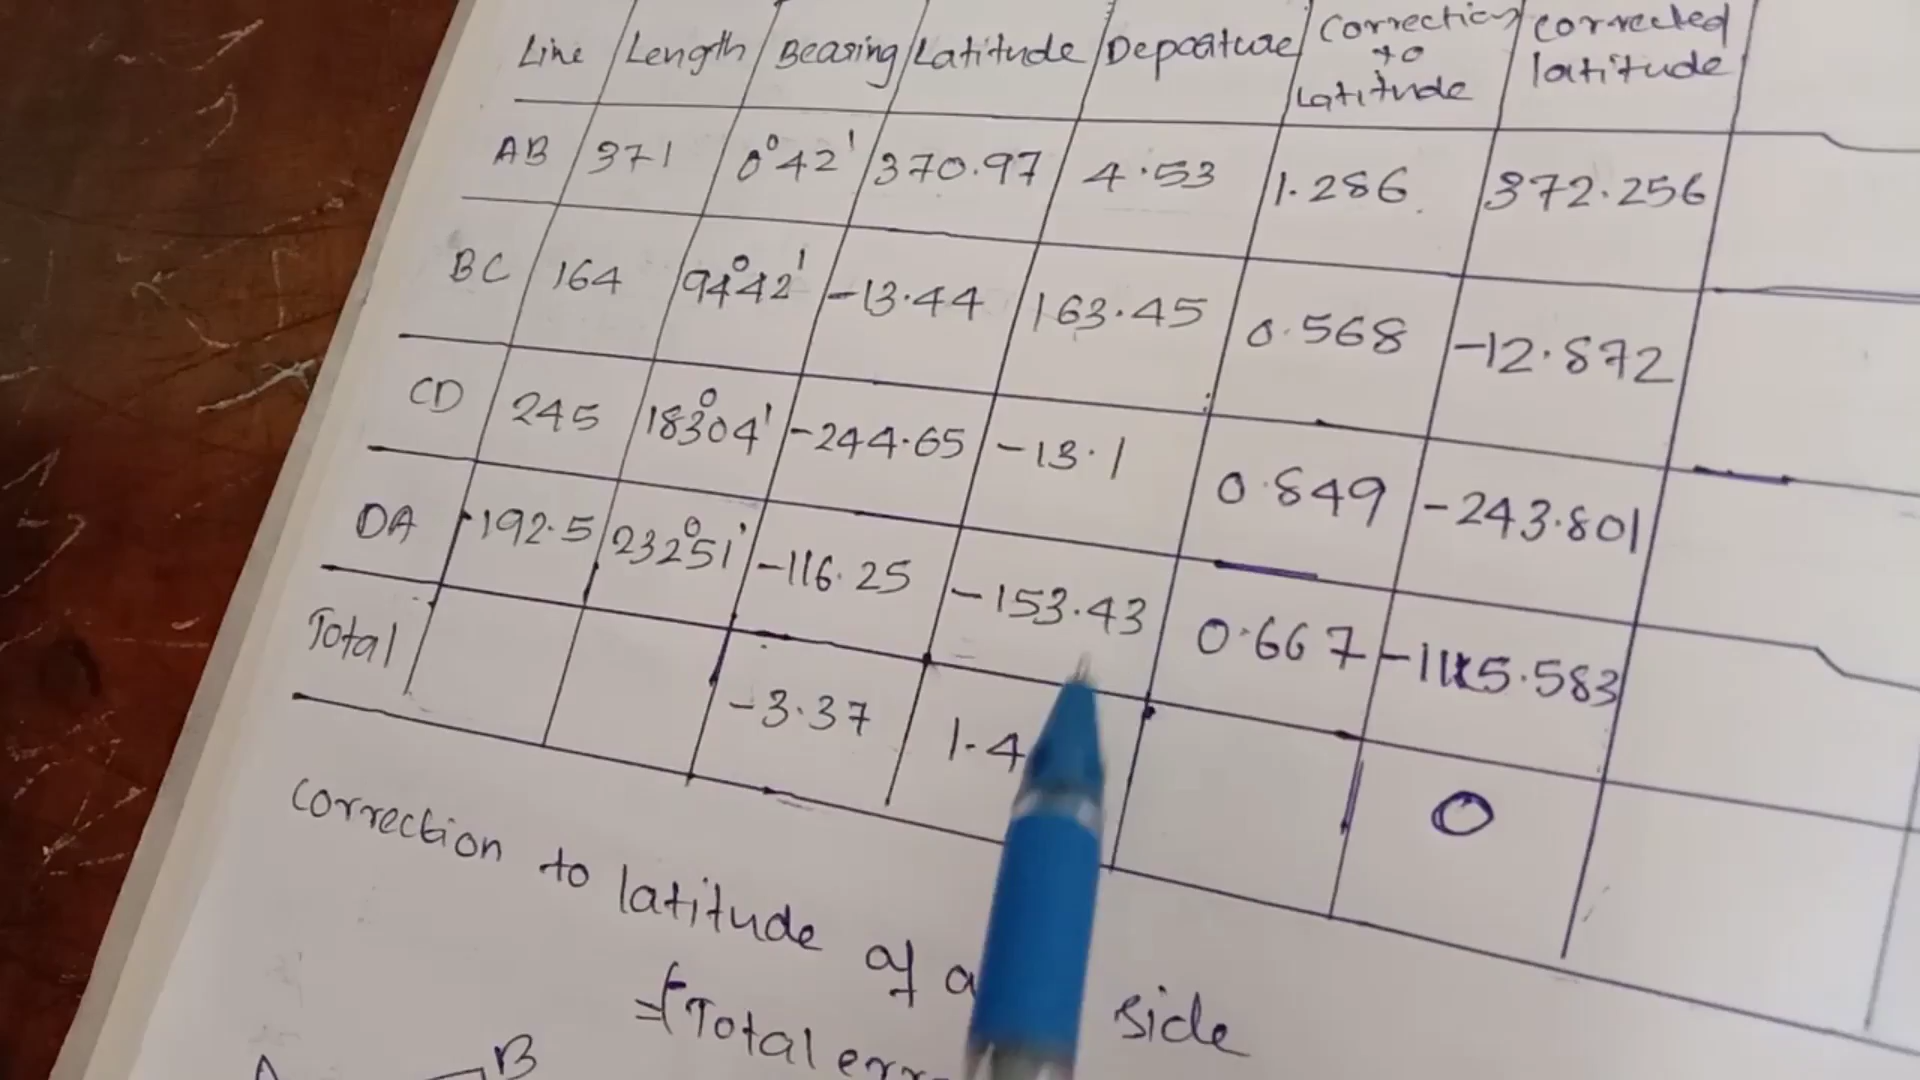 Line Length Bearing Latitude Depoature Correction to Latitude Corrected latitude
AB 371 0°42' 370.97 4.53 1.286 372.256
BC 164 94°42' -13.44 163.45 0.568 -12.872
CD 245 183°04' -244.65 -13.1 0.849 -243.801
DA 192.5 232°51' -116.25 -153.43 0.667 -115.583
Total -3.37 1.4 0
Correction to latitude of side
=(Total
B